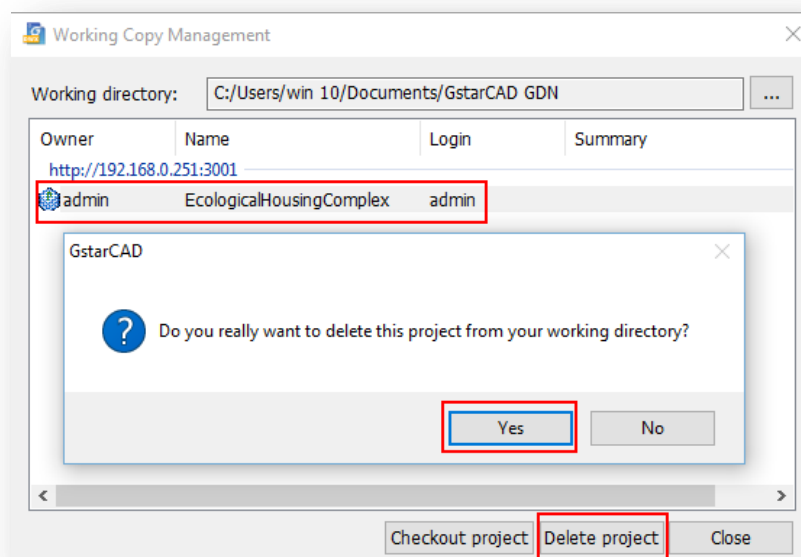 Working Copy Management
Working directory: C:/Users/win 10/Documents/GstarCAD GDN ...
Owner Name Login Summary
http://192.168.0.251:3001
admin EcologicalHousingComplex admin
GstarCAD
Do you really want to delete this project from your working directory?
Yes No
Checkout project Delete project Close